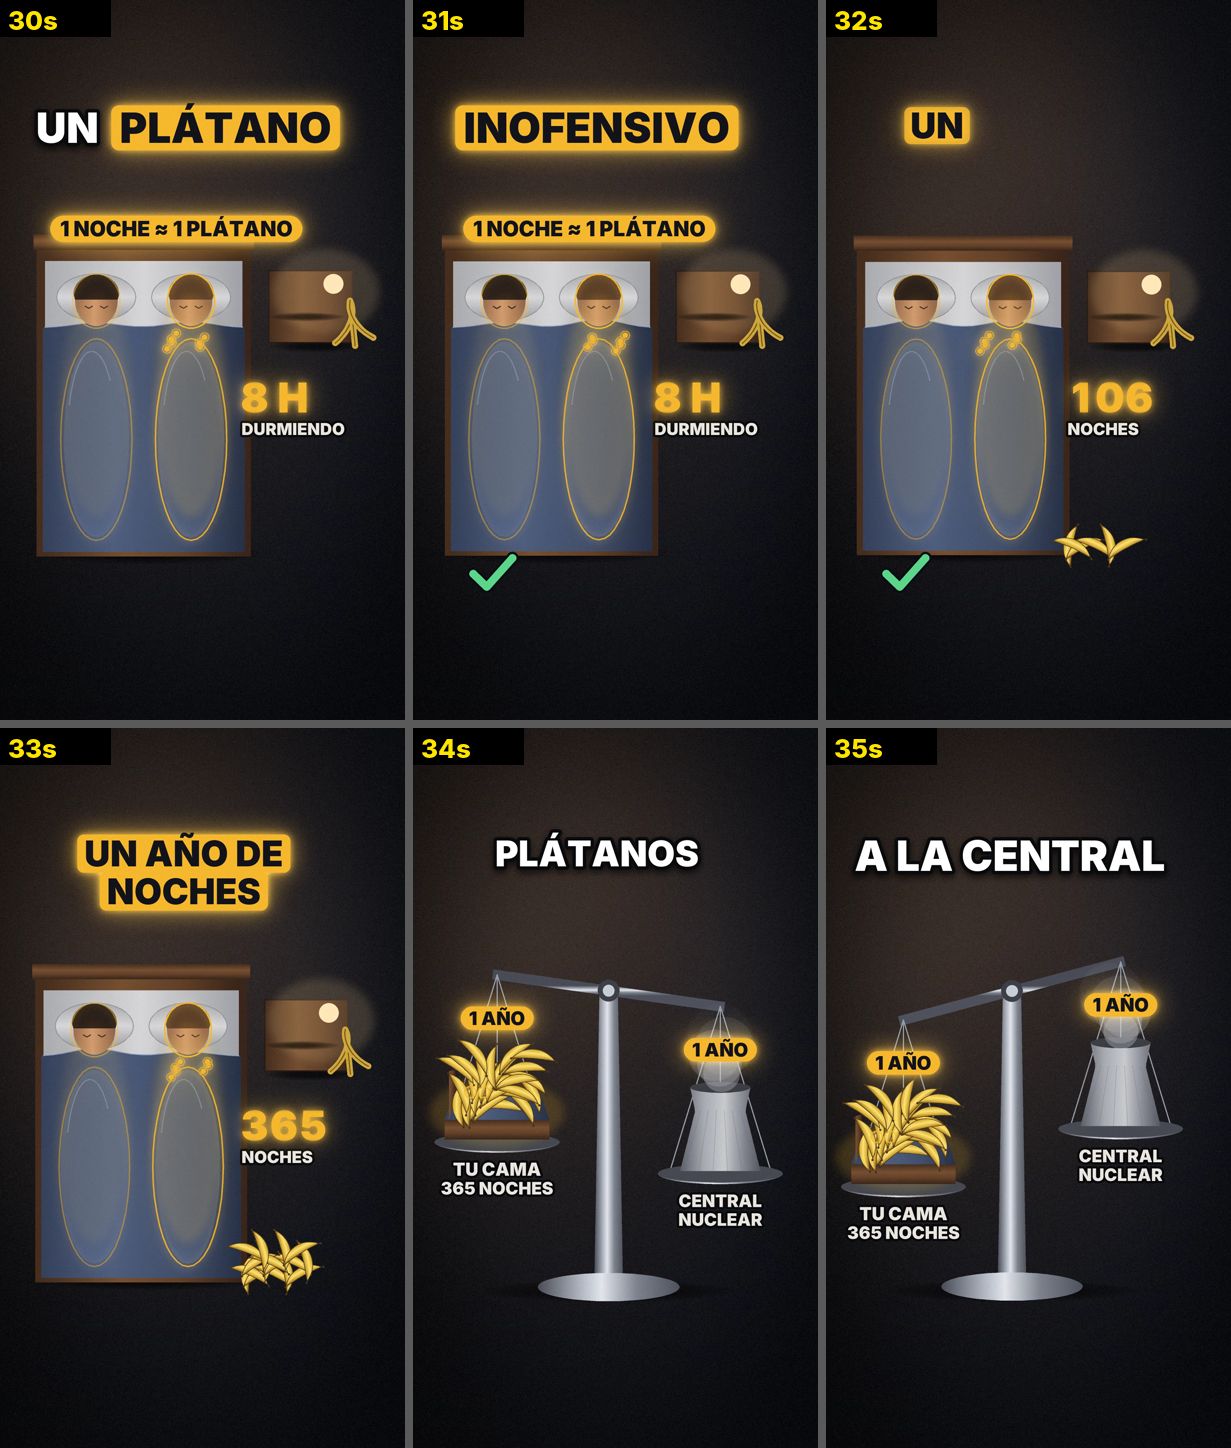 30s
UN PLÁTANO
1 NOCHE ≈ 1 PLÁTANO
8 H
DURMIENDO
31s
INOFENSIVO
1 NOCHE ≈ 1 PLÁTANO
8 H
DURMIENDO
32s
UN
106
NOCHES
33s
UN AÑO DE
NOCHES
365
NOCHES
34s
PLÁTANOS
1 AÑO
1 AÑO
TU CAMA
365 NOCHES
CENTRAL
NUCLEAR
35s
A LA CENTRAL
1 AÑO
1 AÑO
CENTRAL
NUCLEAR
TU CAMA
365 NOCHES